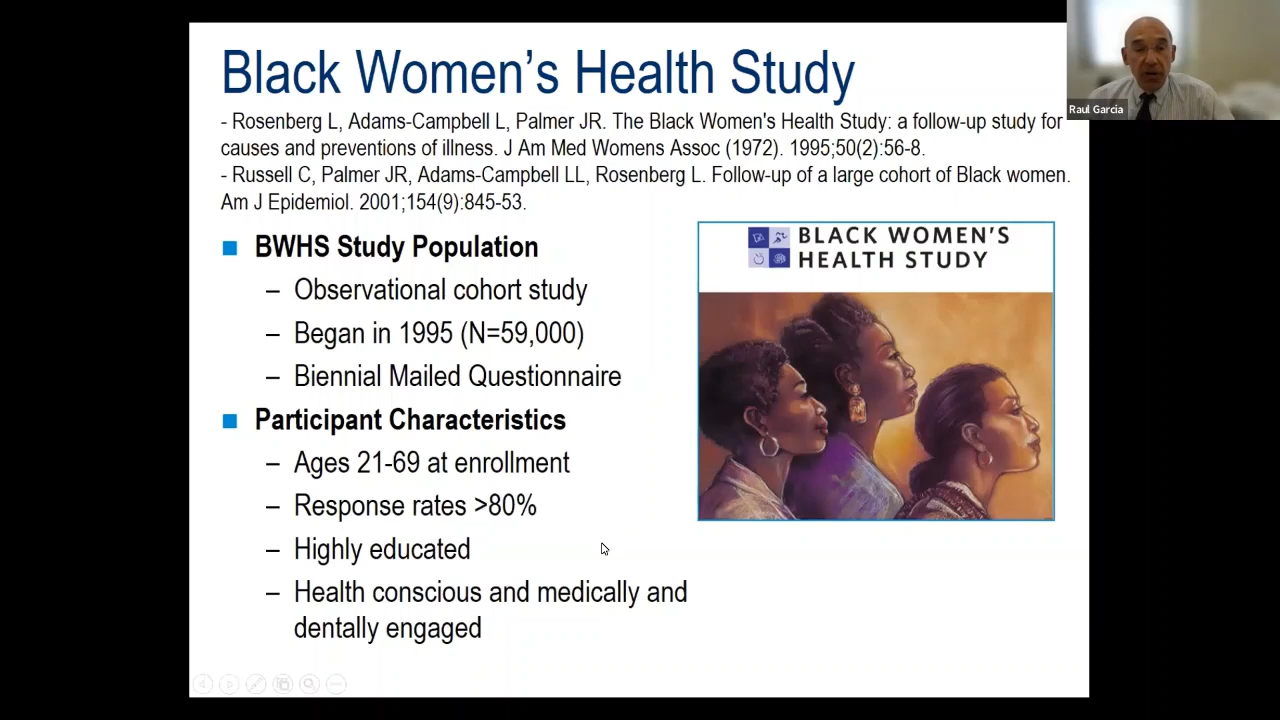 Black Women's Health Study
- Rosenberg L, Adams-Campbell L, Palmer JR. The Black Women's Health Study: a follow-up study for
causes and preventions of illness. J Am Med Womens Assoc (1972). 1995;50(2):56-8.
- Russell C, Palmer JR, Adams-Campbell LL, Rosenberg L. Follow-up of a large cohort of Black women.
Am J Epidemiol. 2001;154(9):845-53.
BWHS Study Population
– Observational cohort study
– Began in 1995 (N=59,000)
– Biennial Mailed Questionnaire
Participant Characteristics
– Ages 21-69 at enrollment
– Response rates >80%
– Highly educated
– Health conscious and medically and
dentally engaged
BLACK WOMEN'S
HEALTH STUDY
Raul Garcia